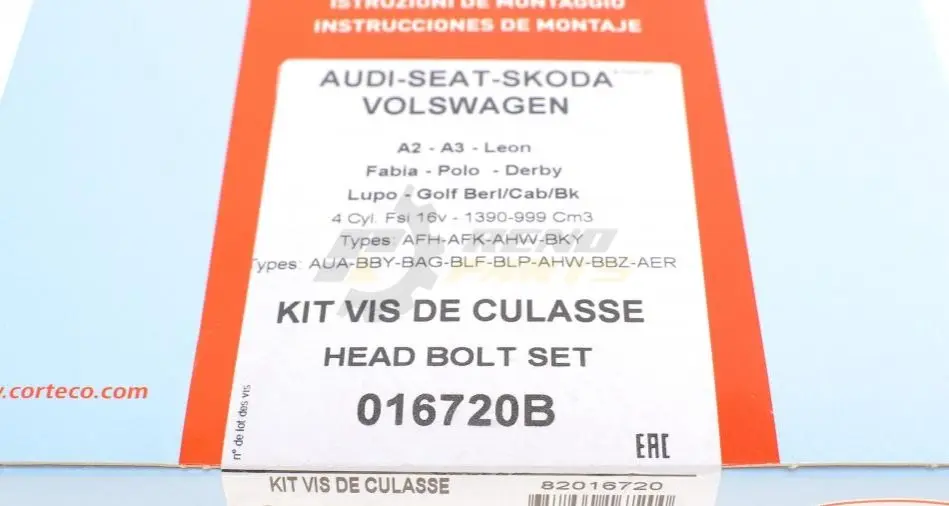 ISTRUZIONI DI MONTAGGIO
INSTRUCCIONES DE MONTAJE
AUDI-SEAT-SKODA
VOLSWAGEN
A2 - A3 - Leon
Fabia - Polo - Derby
Lupo - Golf Berl/Cab/Bk
4 Cyl. Fsi 16v - 1390-999 Cm3
Types: AFH-AFK-AHW-BKY
Types: AUA-BBY-BAG-BLF-BLP-AHW-BBZ-AER
RENO
PARTS
KIT VIS DE CULASSE
HEAD BOLT SET
016720B
.corteco.com
n° de lot des vis
EAC
KIT VIS DE CULASSE 82016720